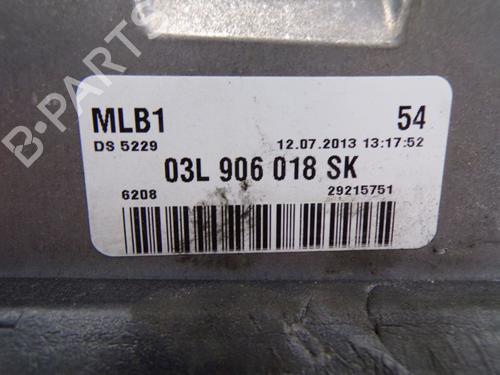 B-PARTS
MLB1 54
DS 5229 12.07.2013 13:17:52
03L 906 018 SK
6208 29215751